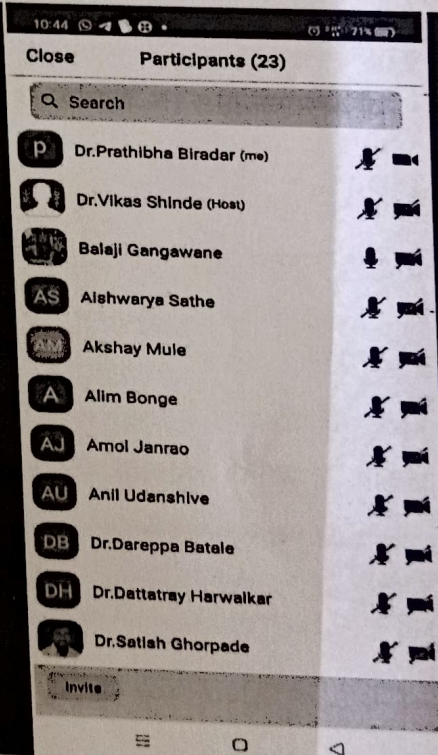 10:44 71%
Close Participants (23)
Search
P Dr.Prathibha Biradar (me)
Dr.Vikas Shinde (Host)
Balaji Gangawane
AS Aishwarya Sathe
AM Akshay Mule
A Alim Bonge
AJ Amol Janrao
AU Anil Udanshive
DB Dr.Dareppa Batale
DH Dr.Dattatray Harwalkar
Dr.Satish Ghorpade
Invite